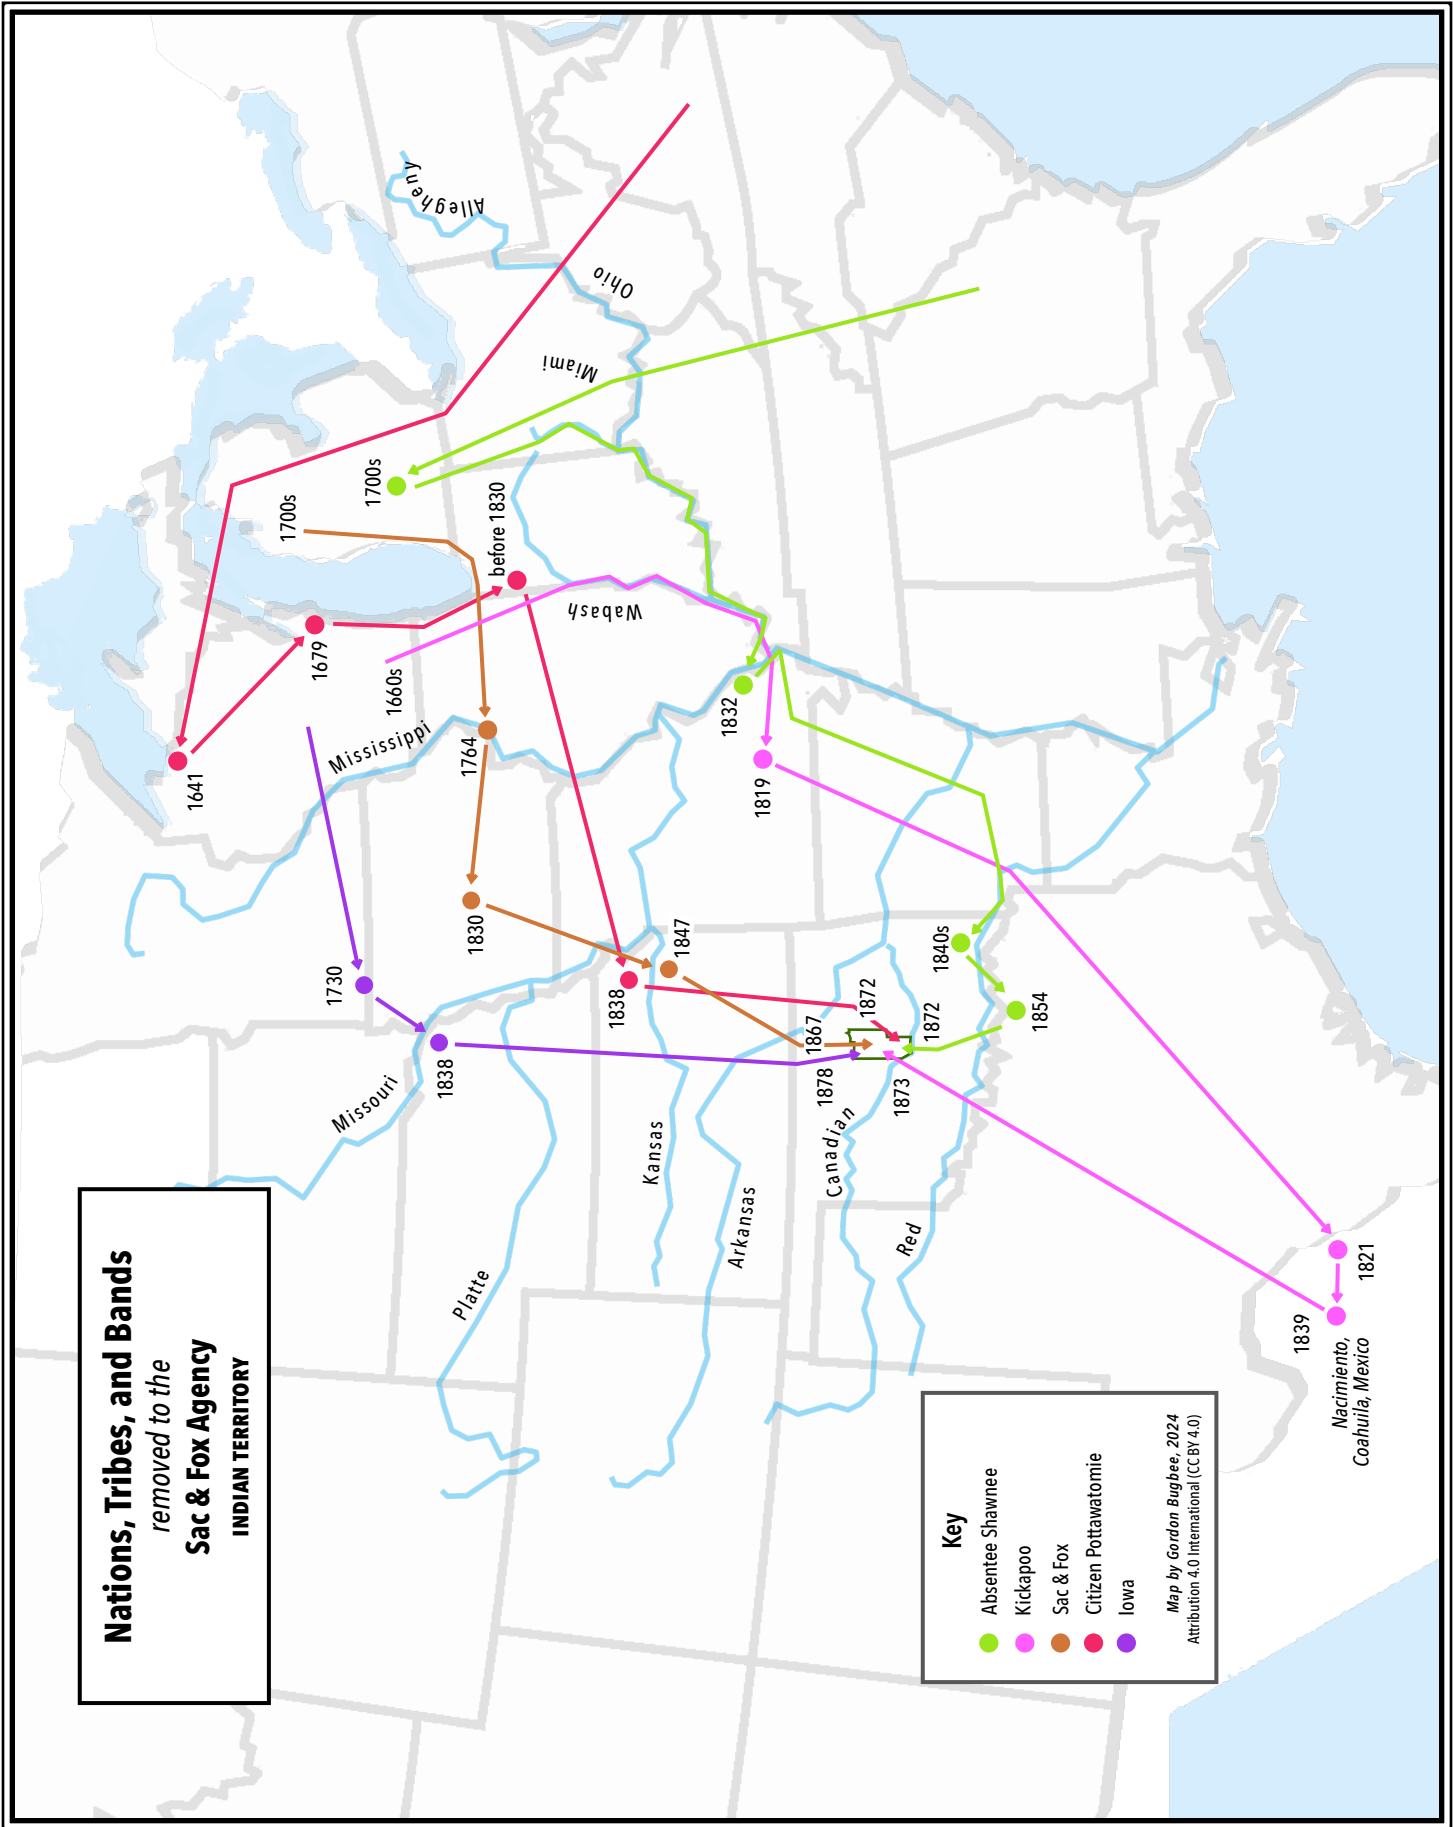 Nations, Tribes, and Bands
removed to the
Sac & Fox Agency
INDIAN TERRITORY
Allegheny
Ohio
Miami
Wabash
Mississippi
Missouri
Platte
Kansas
Arkansas
Canadian
Red
1641
1679
before 1830
1838
1872
1700s
1764
1830
1847
1867
1700s
1832
1840s
1854
1872
1660s
1819
1821
1839
1873
1730
1838
1878
Nacimiento,
Coahuila, Mexico
Key
Absentee Shawnee
Kickapoo
Sac & Fox
Citizen Pottawatomie
Iowa
Map by Gordon Bugbee, 2024
Attribution 4.0 International (CC BY 4.0)